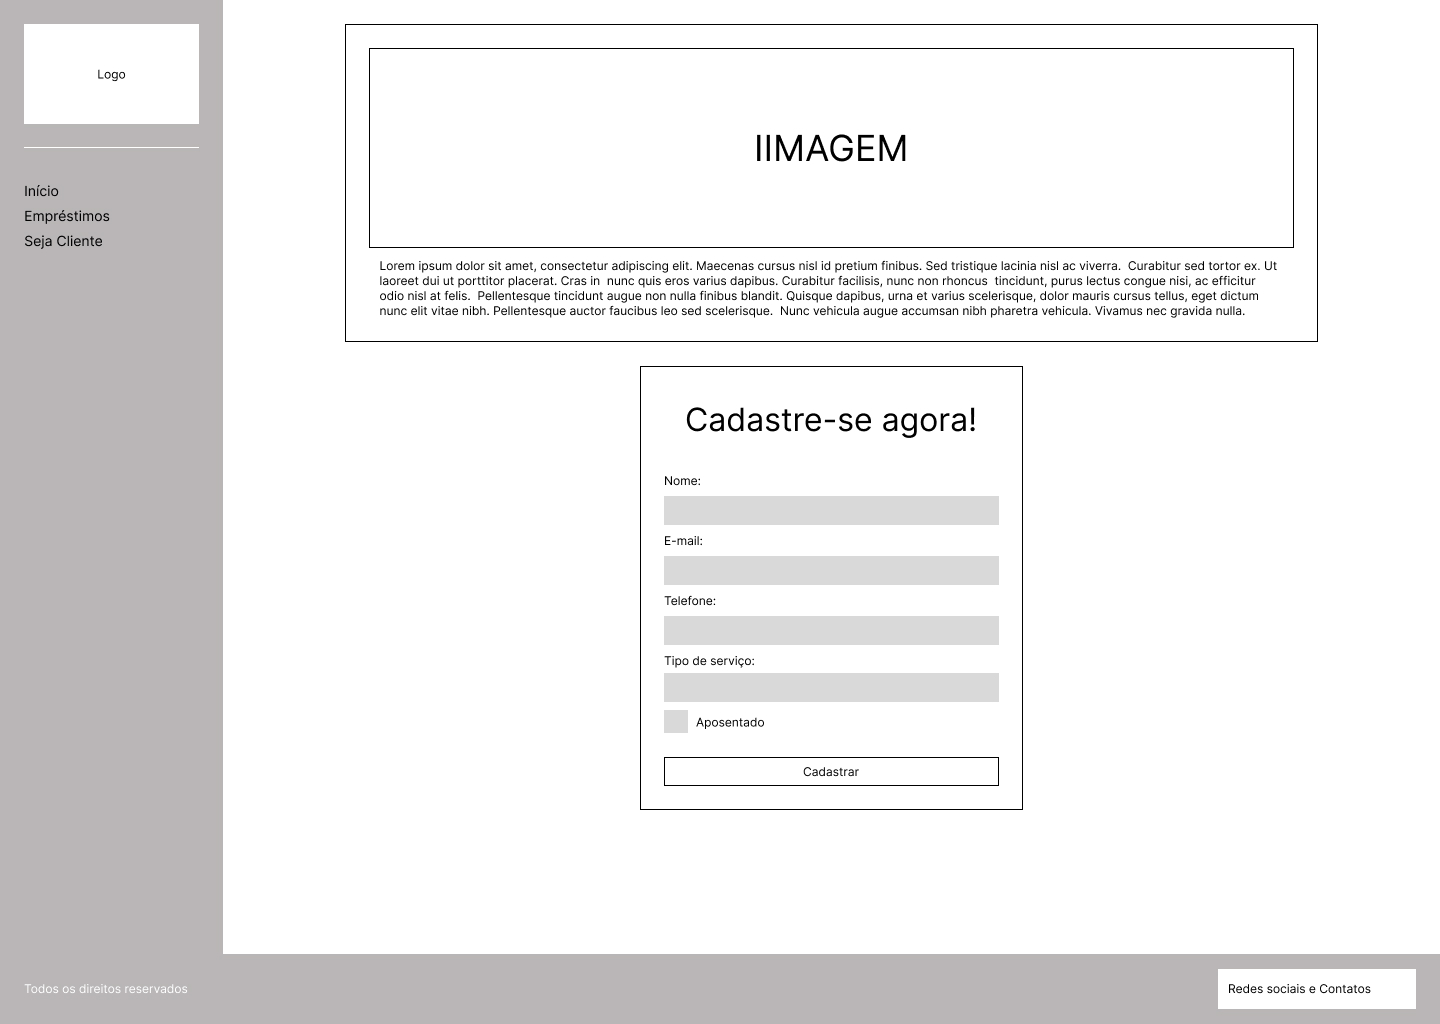 Logo
Início
Empréstimos
Seja Cliente
IIMAGEM
Lorem ipsum dolor sit amet, consectetur adipiscing elit. Maecenas cursus nisl id pretium finibus. Sed tristique lacinia nisl ac viverra.  Curabitur sed tortor ex. Ut
laoreet dui ut porttitor placerat. Cras in  nunc quis eros varius dapibus. Curabitur facilisis, nunc non rhoncus  tincidunt, purus lectus congue nisi, ac efficitur
odio nisl at felis.  Pellentesque tincidunt augue non nulla finibus blandit. Quisque dapibus, urna et varius scelerisque, dolor mauris cursus tellus, eget dictum
nunc elit vitae nibh. Pellentesque auctor faucibus leo sed scelerisque.  Nunc vehicula augue accumsan nibh pharetra vehicula. Vivamus nec gravida nulla.
Cadastre-se agora!
Nome:
E-mail:
Telefone:
Tipo de serviço:
Aposentado
Cadastrar
Todos os direitos reservados
Redes sociais e Contatos